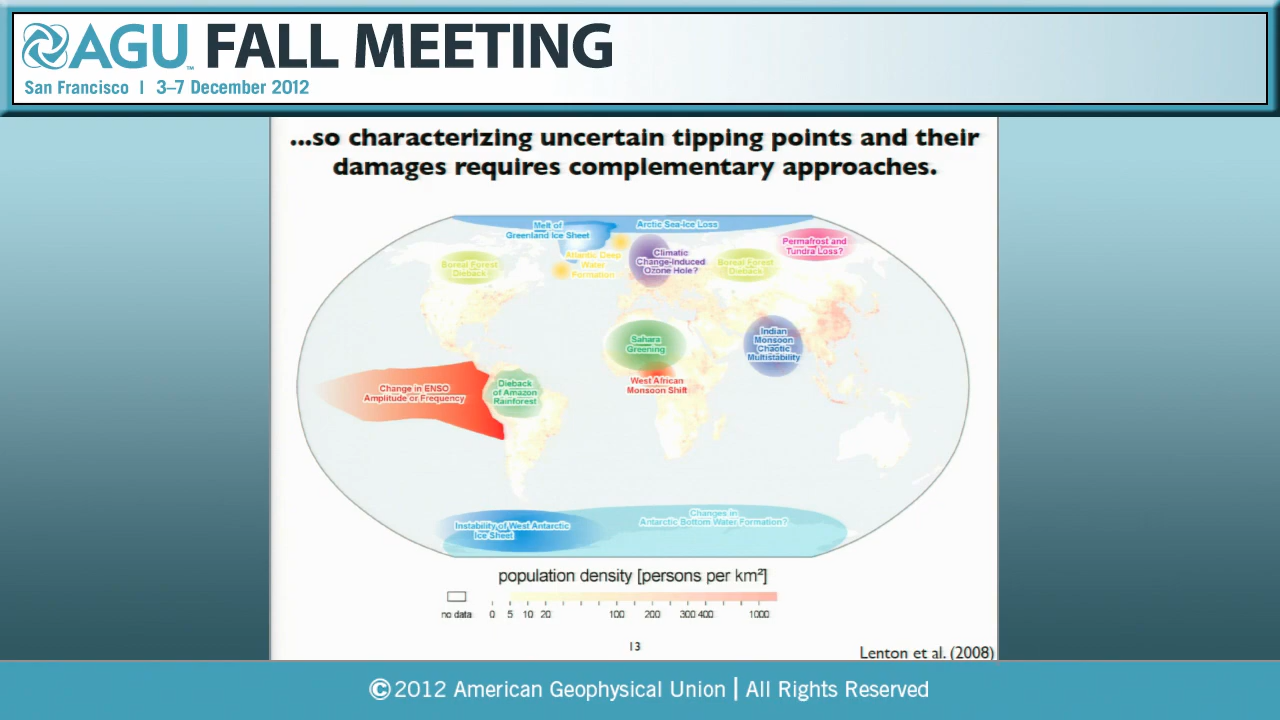 AGU™ FALL MEETING
San Francisco | 3–7 December 2012
...so characterizing uncertain tipping points and their
damages requires complementary approaches.
Melt of
Greenland Ice Sheet
Arctic Sea-Ice Loss
Atlantic Deep
Water
Formation
Climatic
Change-Induced
Ozone Hole?
Permafrost and
Tundra Loss?
Boreal Forest
Dieback
Boreal Forest
Dieback
Sahara
Greening
Indian
Monsoon
Chaotic
Multistability
West African
Monsoon Shift
Change in ENSO
Amplitude or Frequency
Dieback
of Amazon
Rainforest
Instability of West Antarctic
Ice Sheet
Changes in
Antarctic Bottom Water Formation?
population density [persons per km²]
no data 0 5 10 20 100 200 300 400 1000
13
Lenton et al. (2008)
©2012 American Geophysical Union | All Rights Reserved